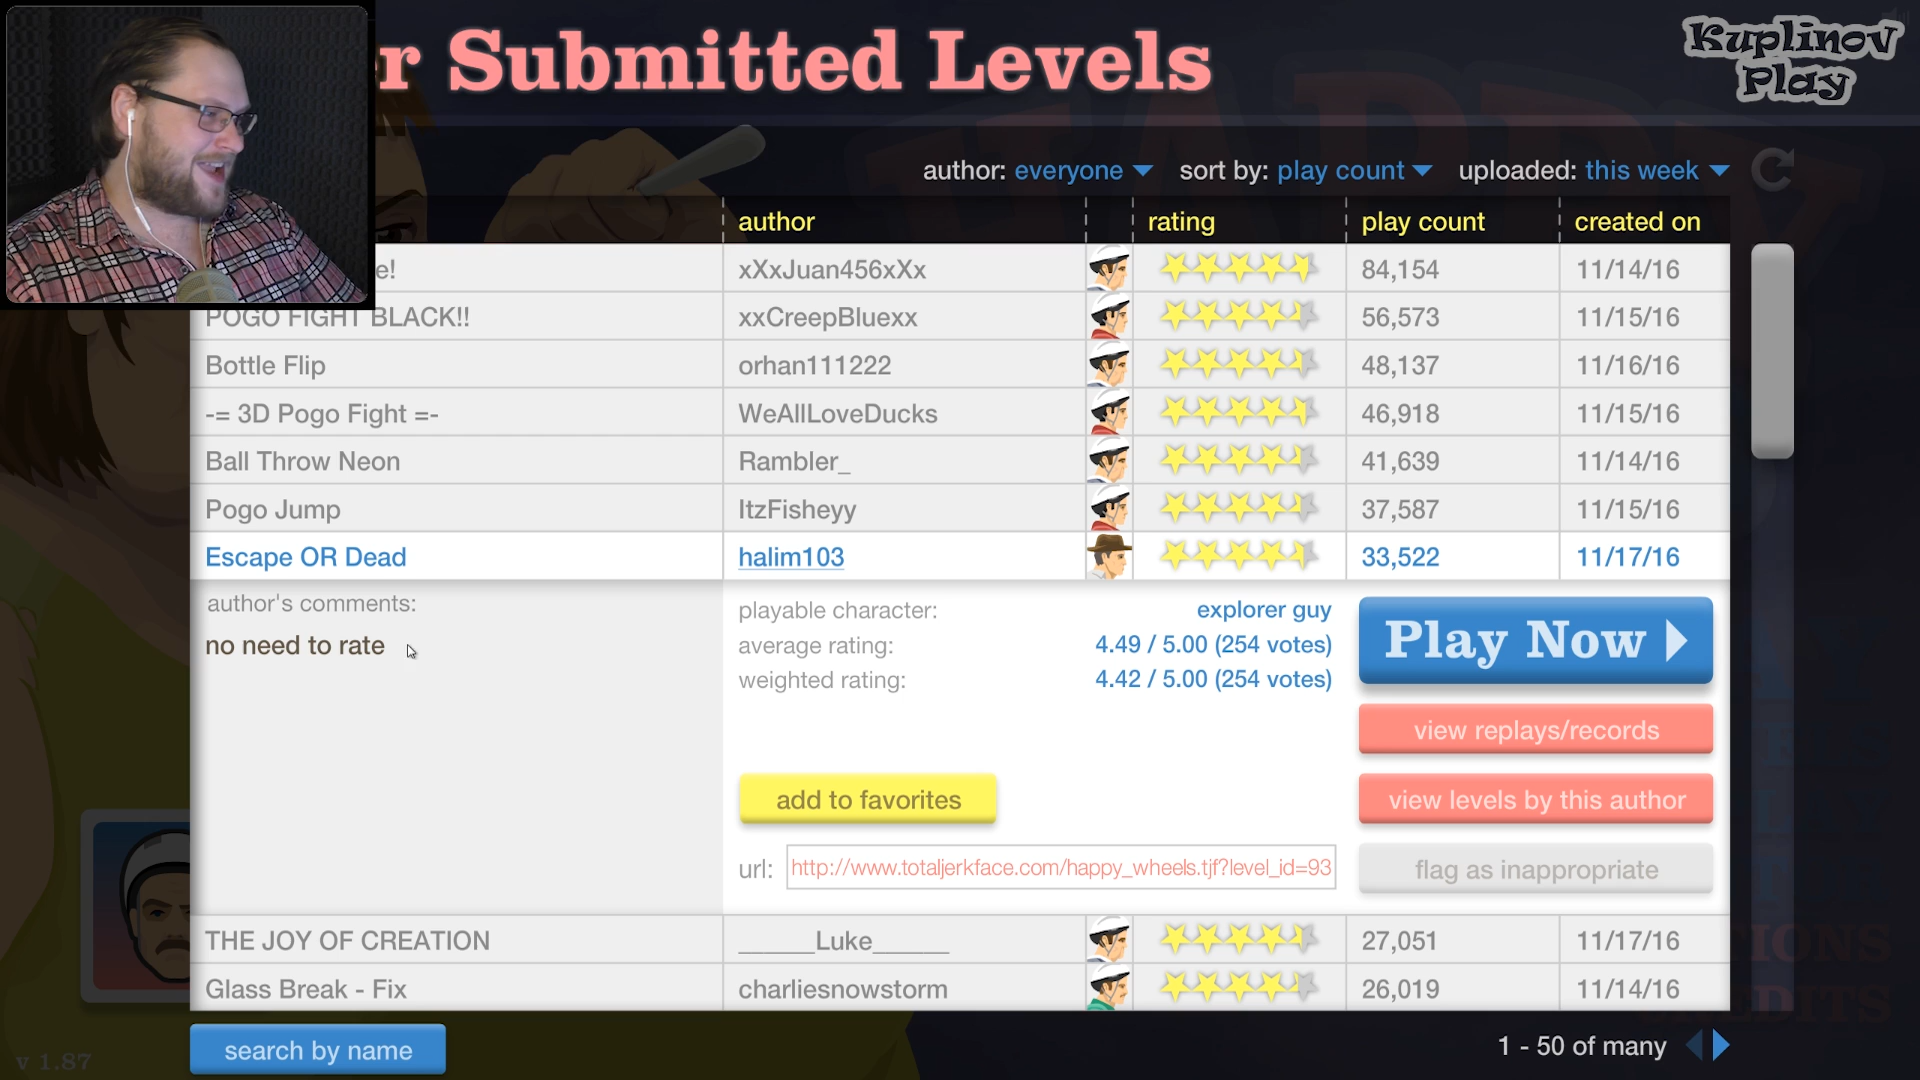 r Submitted Levels
Kuplinov
Play
author: everyone sort by: play count uploaded: this week
author rating play count created on
e! xXxJuan456xXx 84,154 11/14/16
POGO FIGHT BLACK!! xxCreepBluexx 56,573 11/15/16
Bottle Flip orhan111222 48,137 11/16/16
-= 3D Pogo Fight =- WeAllLoveDucks 46,918 11/15/16
Ball Throw Neon Rambler_ 41,639 11/14/16
Pogo Jump ItzFisheyy 37,587 11/15/16
Escape OR Dead halim103 33,522 11/17/16
author's comments:
no need to rate
playable character: explorer guy
average rating: 4.49 / 5.00 (254 votes)
weighted rating: 4.42 / 5.00 (254 votes)
Play Now
view replays/records
add to favorites
view levels by this author
url: http://www.totaljerkface.com/happy_wheels.tjf?level_id=93
flag as inappropriate
THE JOY OF CREATION ______Luke______ 27,051 11/17/16
Glass Break - Fix charliesnowstorm 26,019 11/14/16
search by name
1 - 50 of many
v 1.87